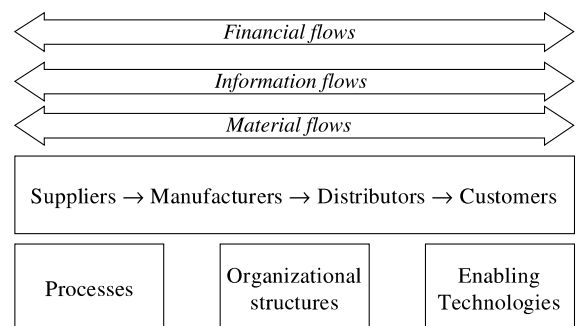 Financial flows
Information flows
Material flows
Suppliers → Manufacturers → Distributors → Customers
Processes
Organizational
structures
Enabling
Technologies